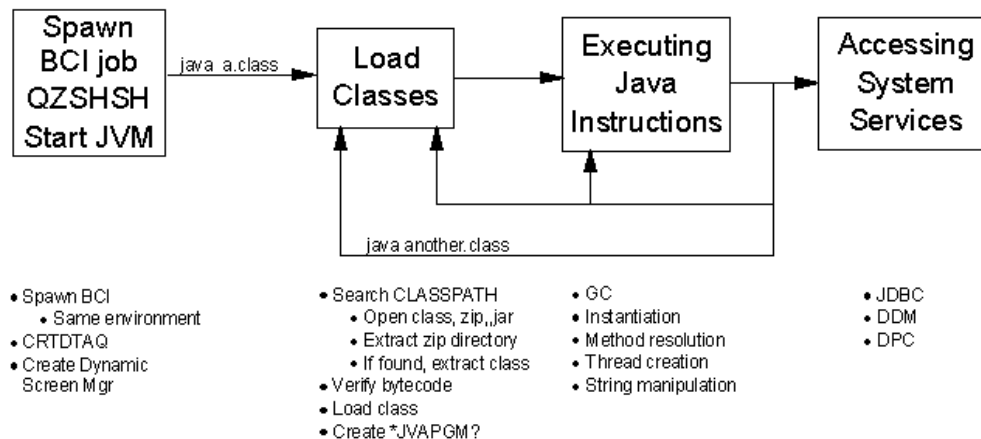 Spawn
BCI job
QZSHSH
Start JVM
java a.class
Load
Classes
Executing
Java
Instructions
Accessing
System
Services
java another.class
• Spawn BCI
• Same environment
• CRTDTAQ
• Create Dynamic
Screen Mgr
• Search CLASSPATH
• Open class, zip,,jar
• Extract zip directory
• If found, extract class
• Verify bytecode
• Load class
• Create *JVAPGM?
• GC
• Instantiation
• Method resolution
• Thread creation
• String manipulation
• JDBC
• DDM
• DPC